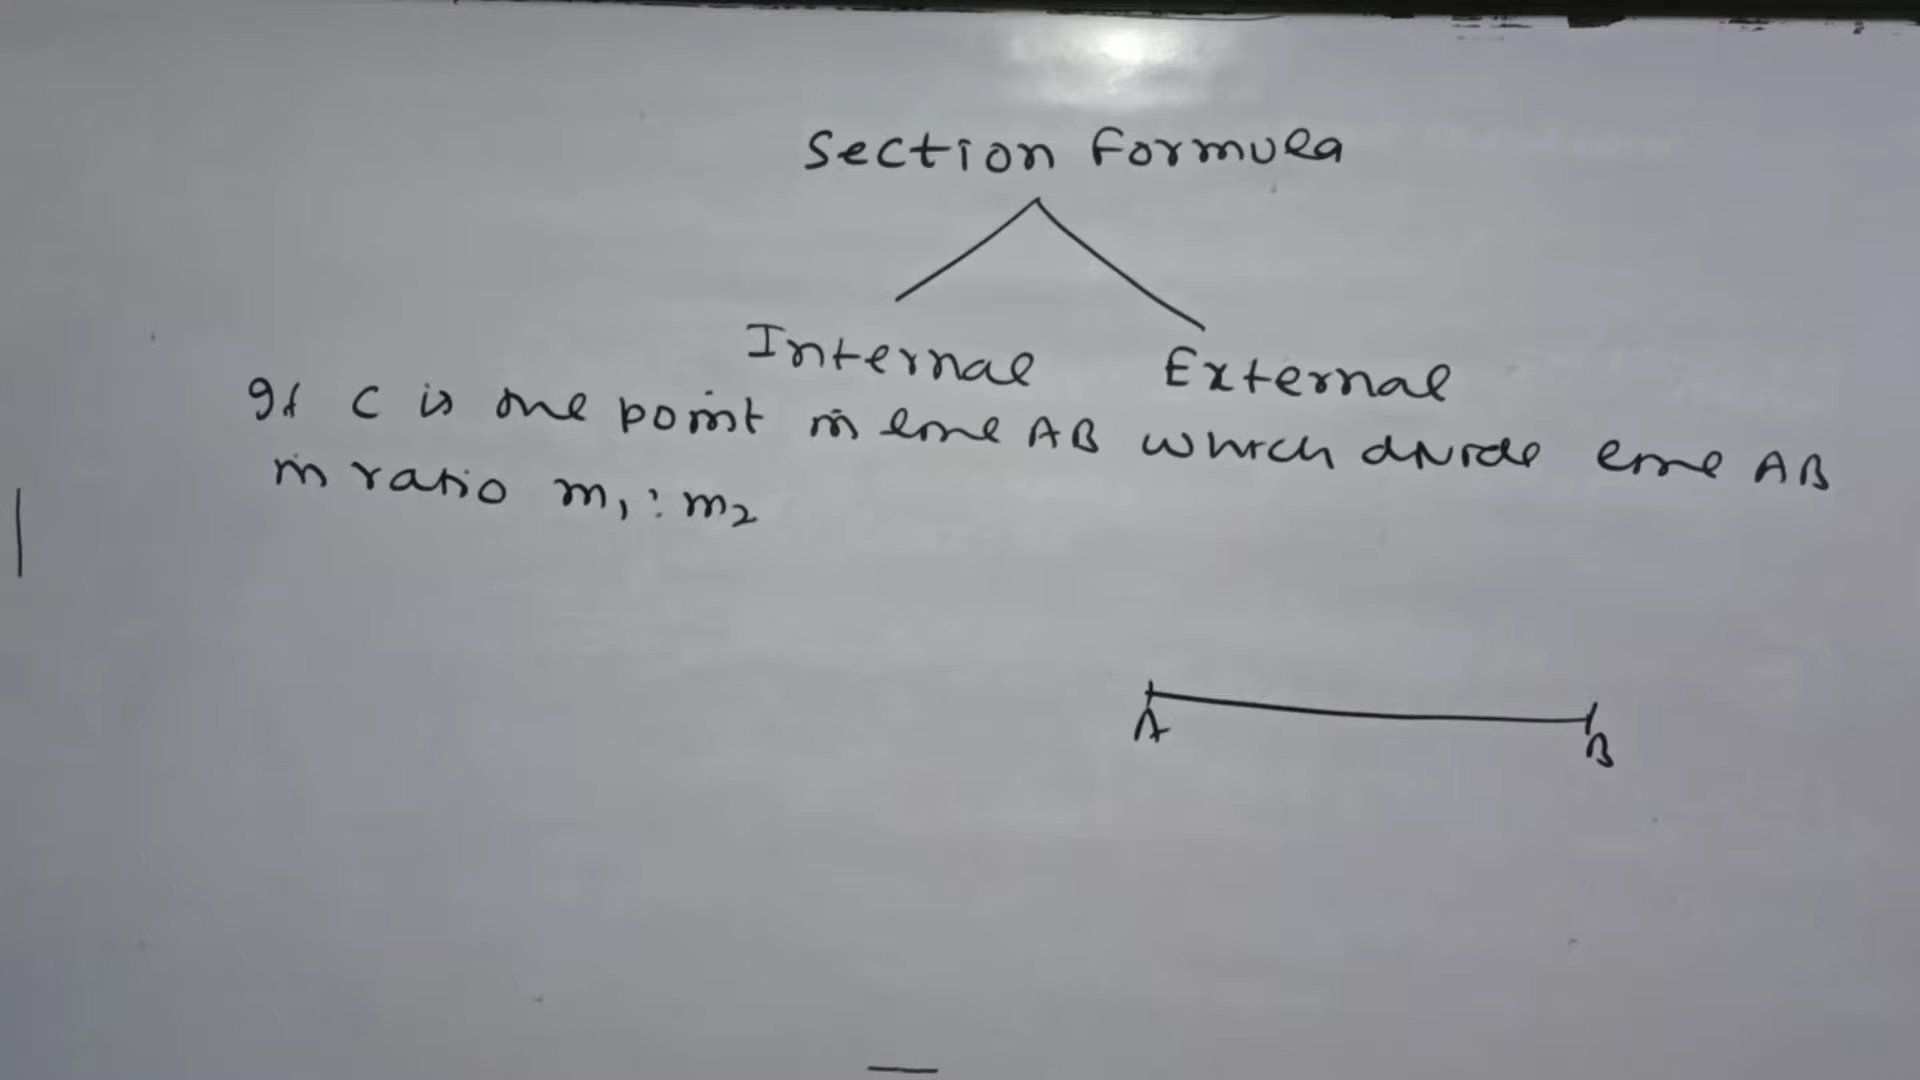 Section Formula
Internal External
If C is one point in line AB which divide line AB
in ratio m₁ : m₂
A
B